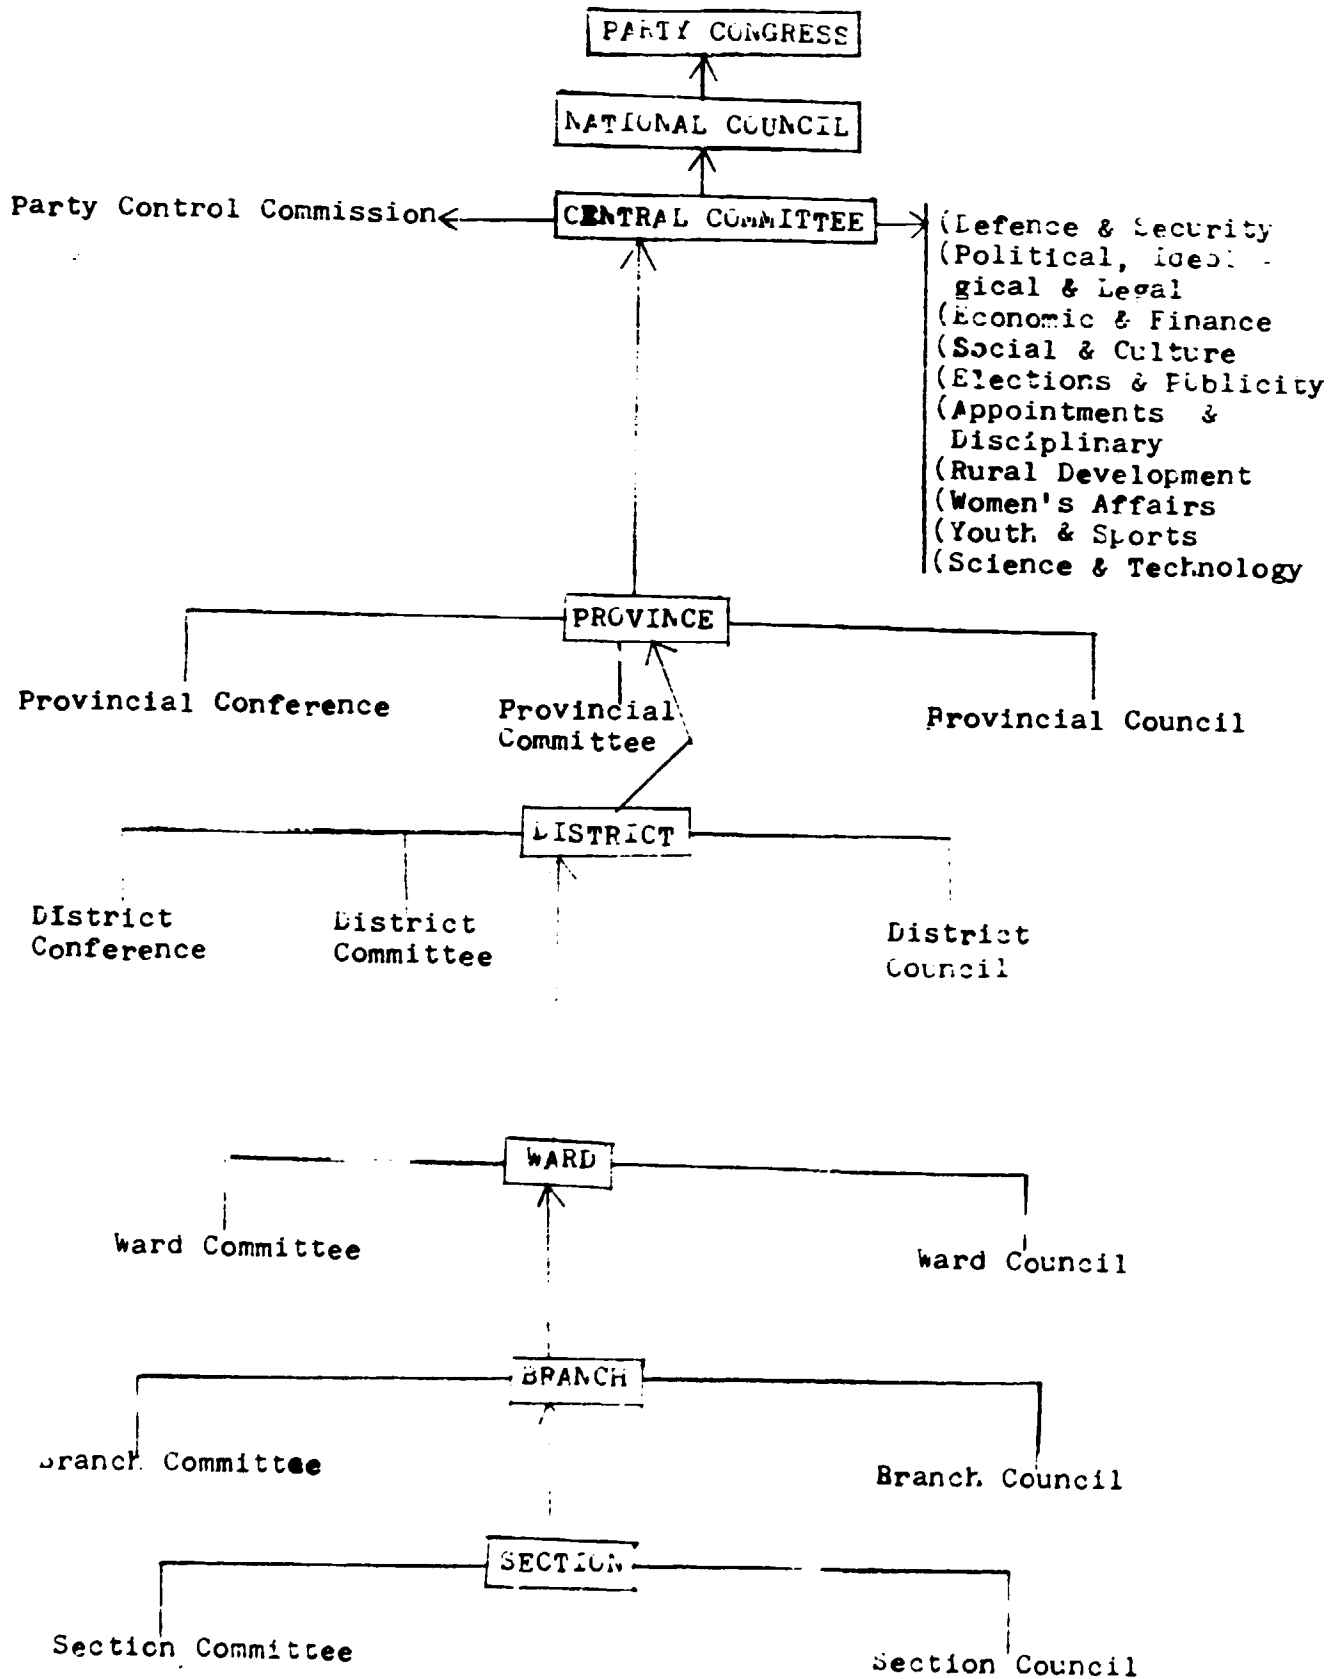 PARTY CONGRESS
NATIONAL COUNCIL
Party Control Commission
CENTRAL COMMITTEE
(Defence & Security
(Political, Ideol -
gical & Legal
(Economic & Finance
(Social & Culture
(Elections & Publicity
(Appointments &
Disciplinary
(Rural Development
(Women's Affairs
(Youth & Sports
(Science & Technology
PROVINCE
Provincial Conference
Provincial
Committee
Provincial Council
DISTRICT
District
Conference
District
Committee
District
Council
WARD
Ward Committee
Ward Council
BRANCH
Branch Committee
Branch Council
SECTION
Section Committee
Section Council